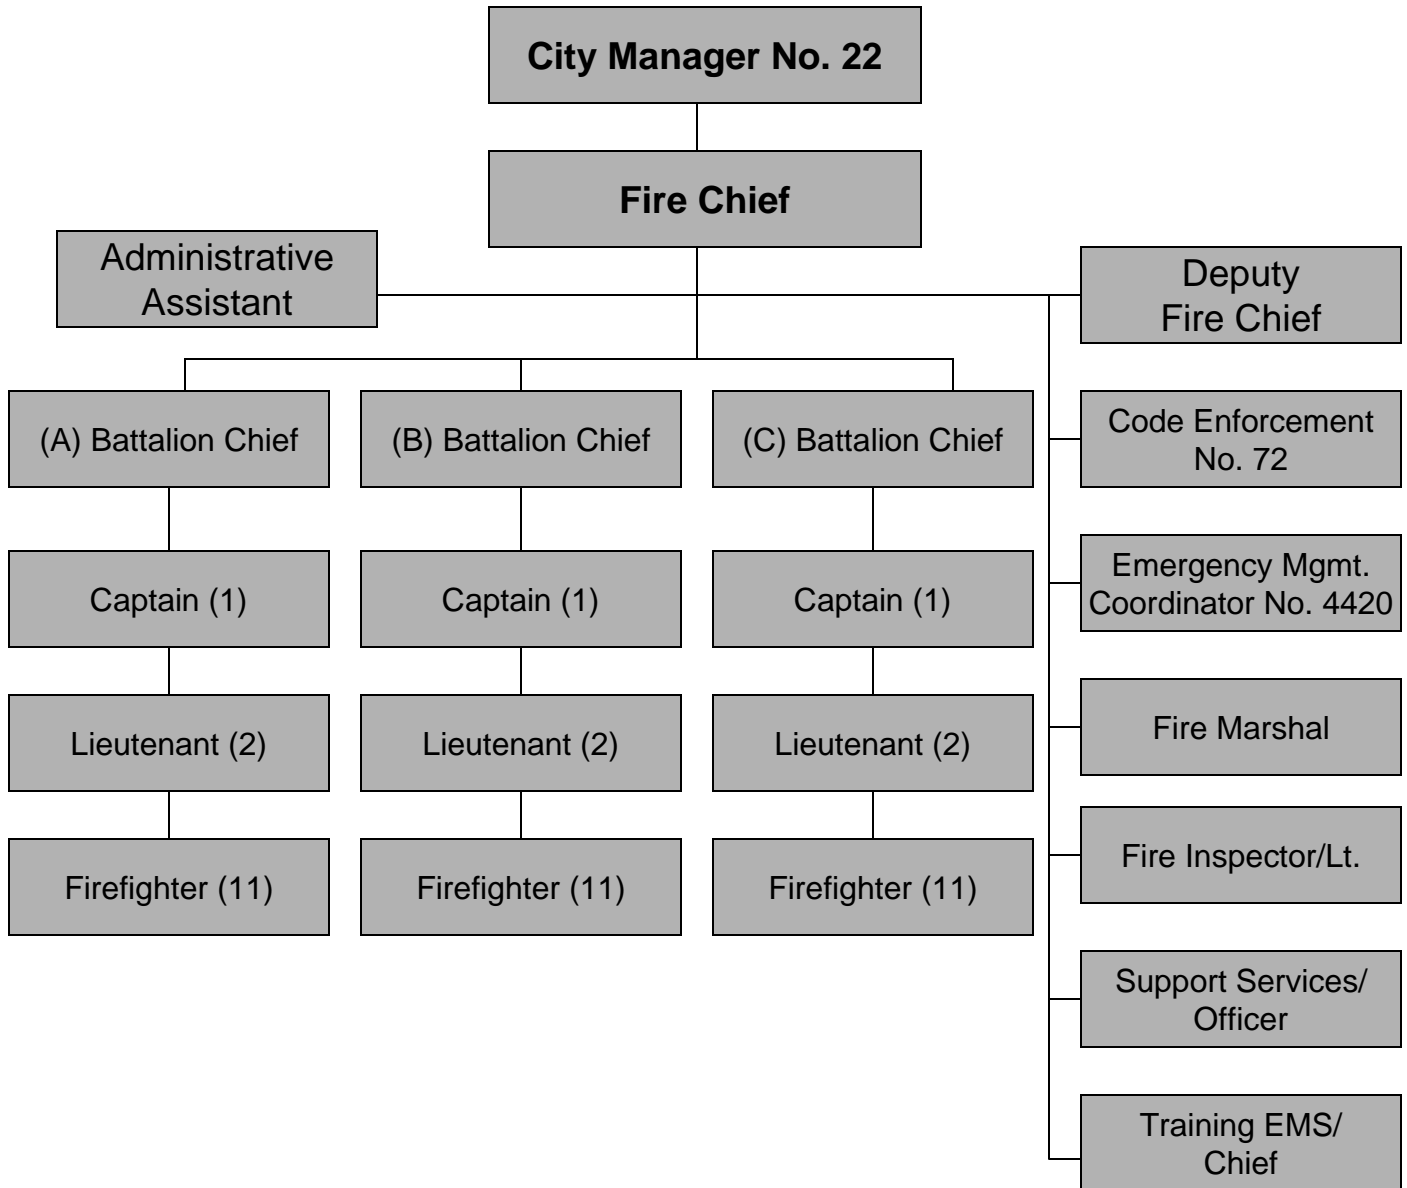 City Manager No. 22
Fire Chief
Administrative
Assistant
Deputy
Fire Chief
(A) Battalion Chief
(B) Battalion Chief
(C) Battalion Chief
Code Enforcement
No. 72
Captain (1)
Captain (1)
Captain (1)
Emergency Mgmt.
Coordinator No. 4420
Lieutenant (2)
Lieutenant (2)
Lieutenant (2)
Fire Marshal
Firefighter (11)
Firefighter (11)
Firefighter (11)
Fire Inspector/Lt.
Support Services/
Officer
Training EMS/
Chief